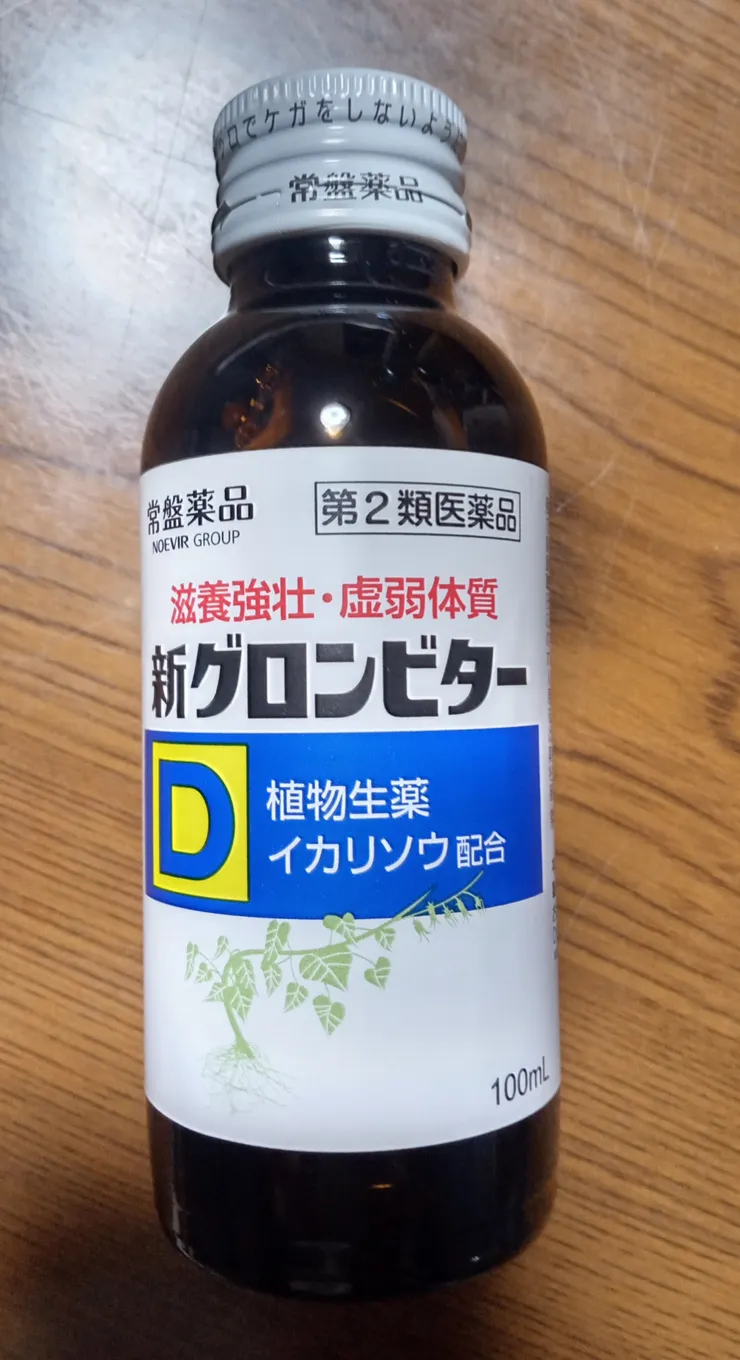 口でケガをしないよう
常盤薬品
常盤薬品
NOEVIR GROUP
第2類医薬品
滋養強壮・虚弱体質
新グロンビター
D
植物生薬
イカリソウ配合
100mL